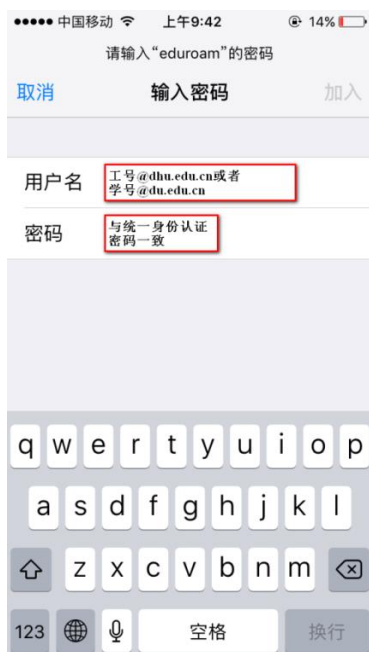 中国移动 上午9:42 14%
请输入“eduroam”的密码
取消 输入密码 加入
用户名 工号@dhu.edu.cn或者
学号@du.edu.cn
密码 与统一身份认证
密码一致
q w e r t y u i o p
a s d f g h j k l
z x c v b n m
123 空格 换行